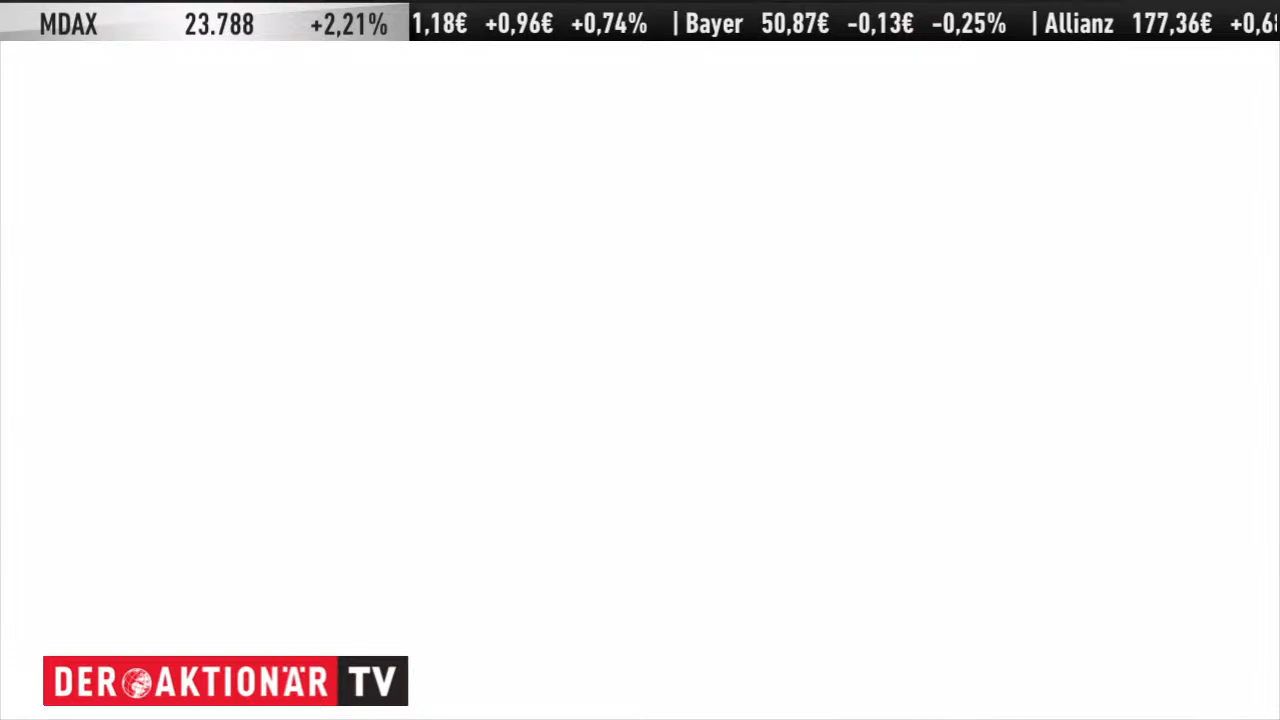 MDAX 23.788 +2,21% 1,18€ +0,96€ +0,74% | Bayer 50,87€ -0,13€ -0,25% | Allianz 177,36€
DER AKTIONÄR TV